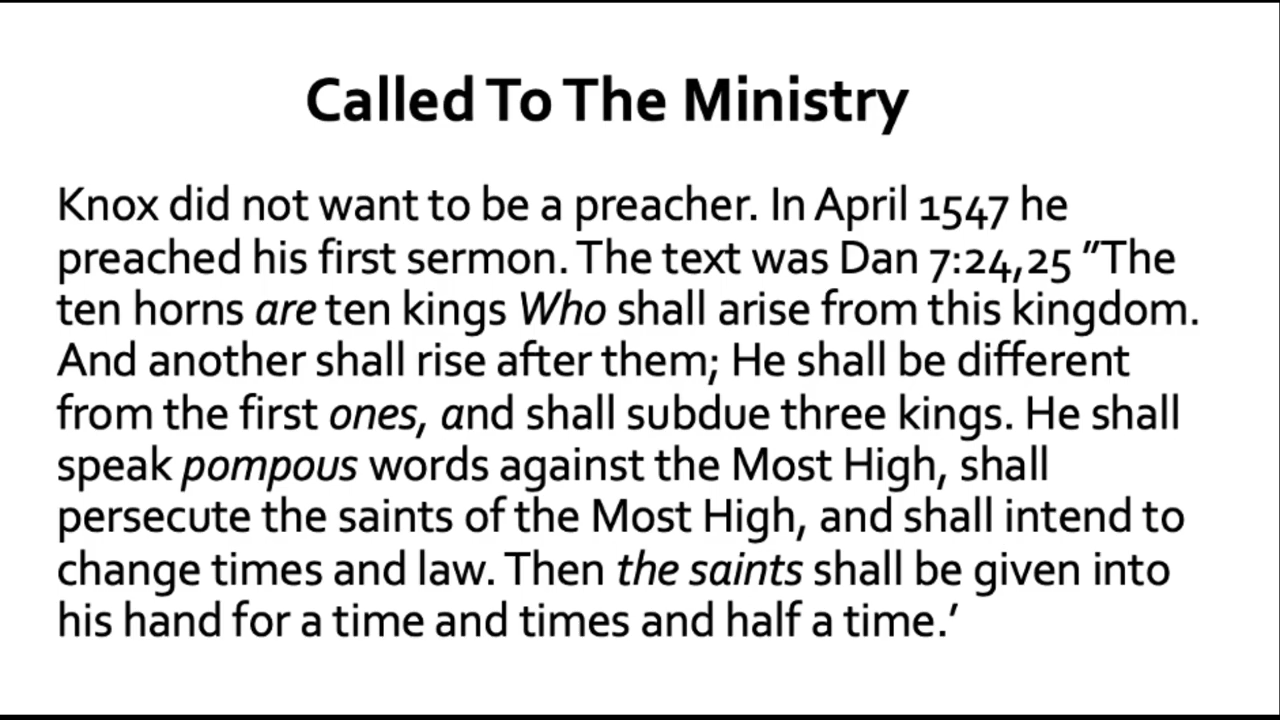 Called To The Ministry
Knox did not want to be a preacher. In April 1547 he
preached his first sermon. The text was Dan 7:24,25 "The
ten horns are ten kings Who shall arise from this kingdom.
And another shall rise after them; He shall be different
from the first ones, and shall subdue three kings. He shall
speak pompous words against the Most High, shall
persecute the saints of the Most High, and shall intend to
change times and law. Then the saints shall be given into
his hand for a time and times and half a time.'